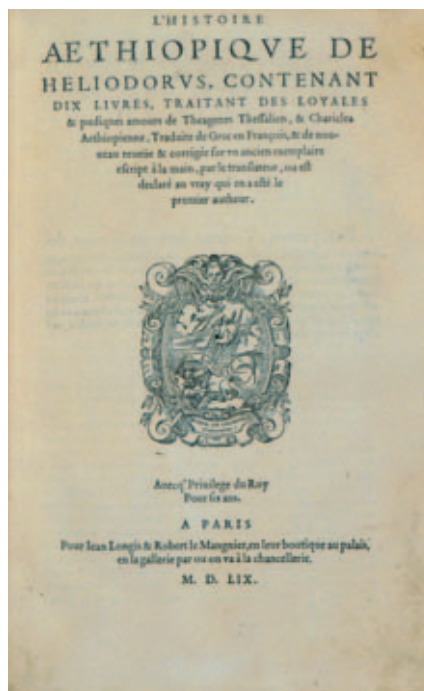 L'HISTOIRE
AETHIOPIQVE DE
HELIODORVS, CONTENANT
DIX LIVRES, TRAITANT DES LOYALES
& pudiques amours de Theagenes Thessalien, & Chariclea
Aethiopienne, Traduite de Grec en François, & de nou-
ueau reueüe & corrigée sur vn ancien exemplaire
escript à la main, par le translateur, ou est
declaré au vray qui en a esté le
premier autheur.
Auecq' Priuilege du Roy
Pour six ans.
A PARIS
Pour Iean Longis & Robert le Mangnier, en leur boutique au palais,
en la gallerie par ou on va à la chancellerie.
M. D. LIX.